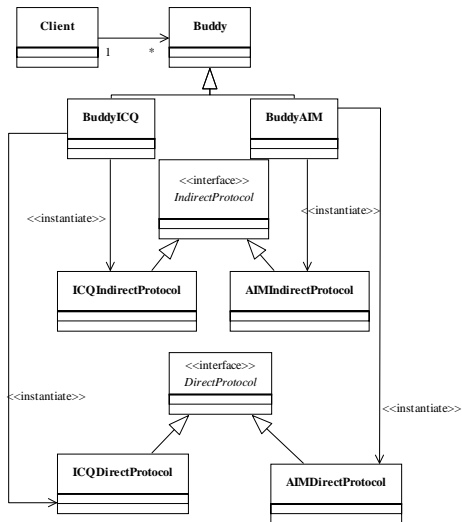 Client
Buddy
1
*
BuddyICQ
BuddyAIM
<<interface>>
IndirectProtocol
<<instantiate>>
<<instantiate>>
ICQIndirectProtocol
AIMIndirectProtocol
<<interface>>
DirectProtocol
<<instantiate>>
<<instantiate>>
ICQDirectProtocol
AIMDirectProtocol